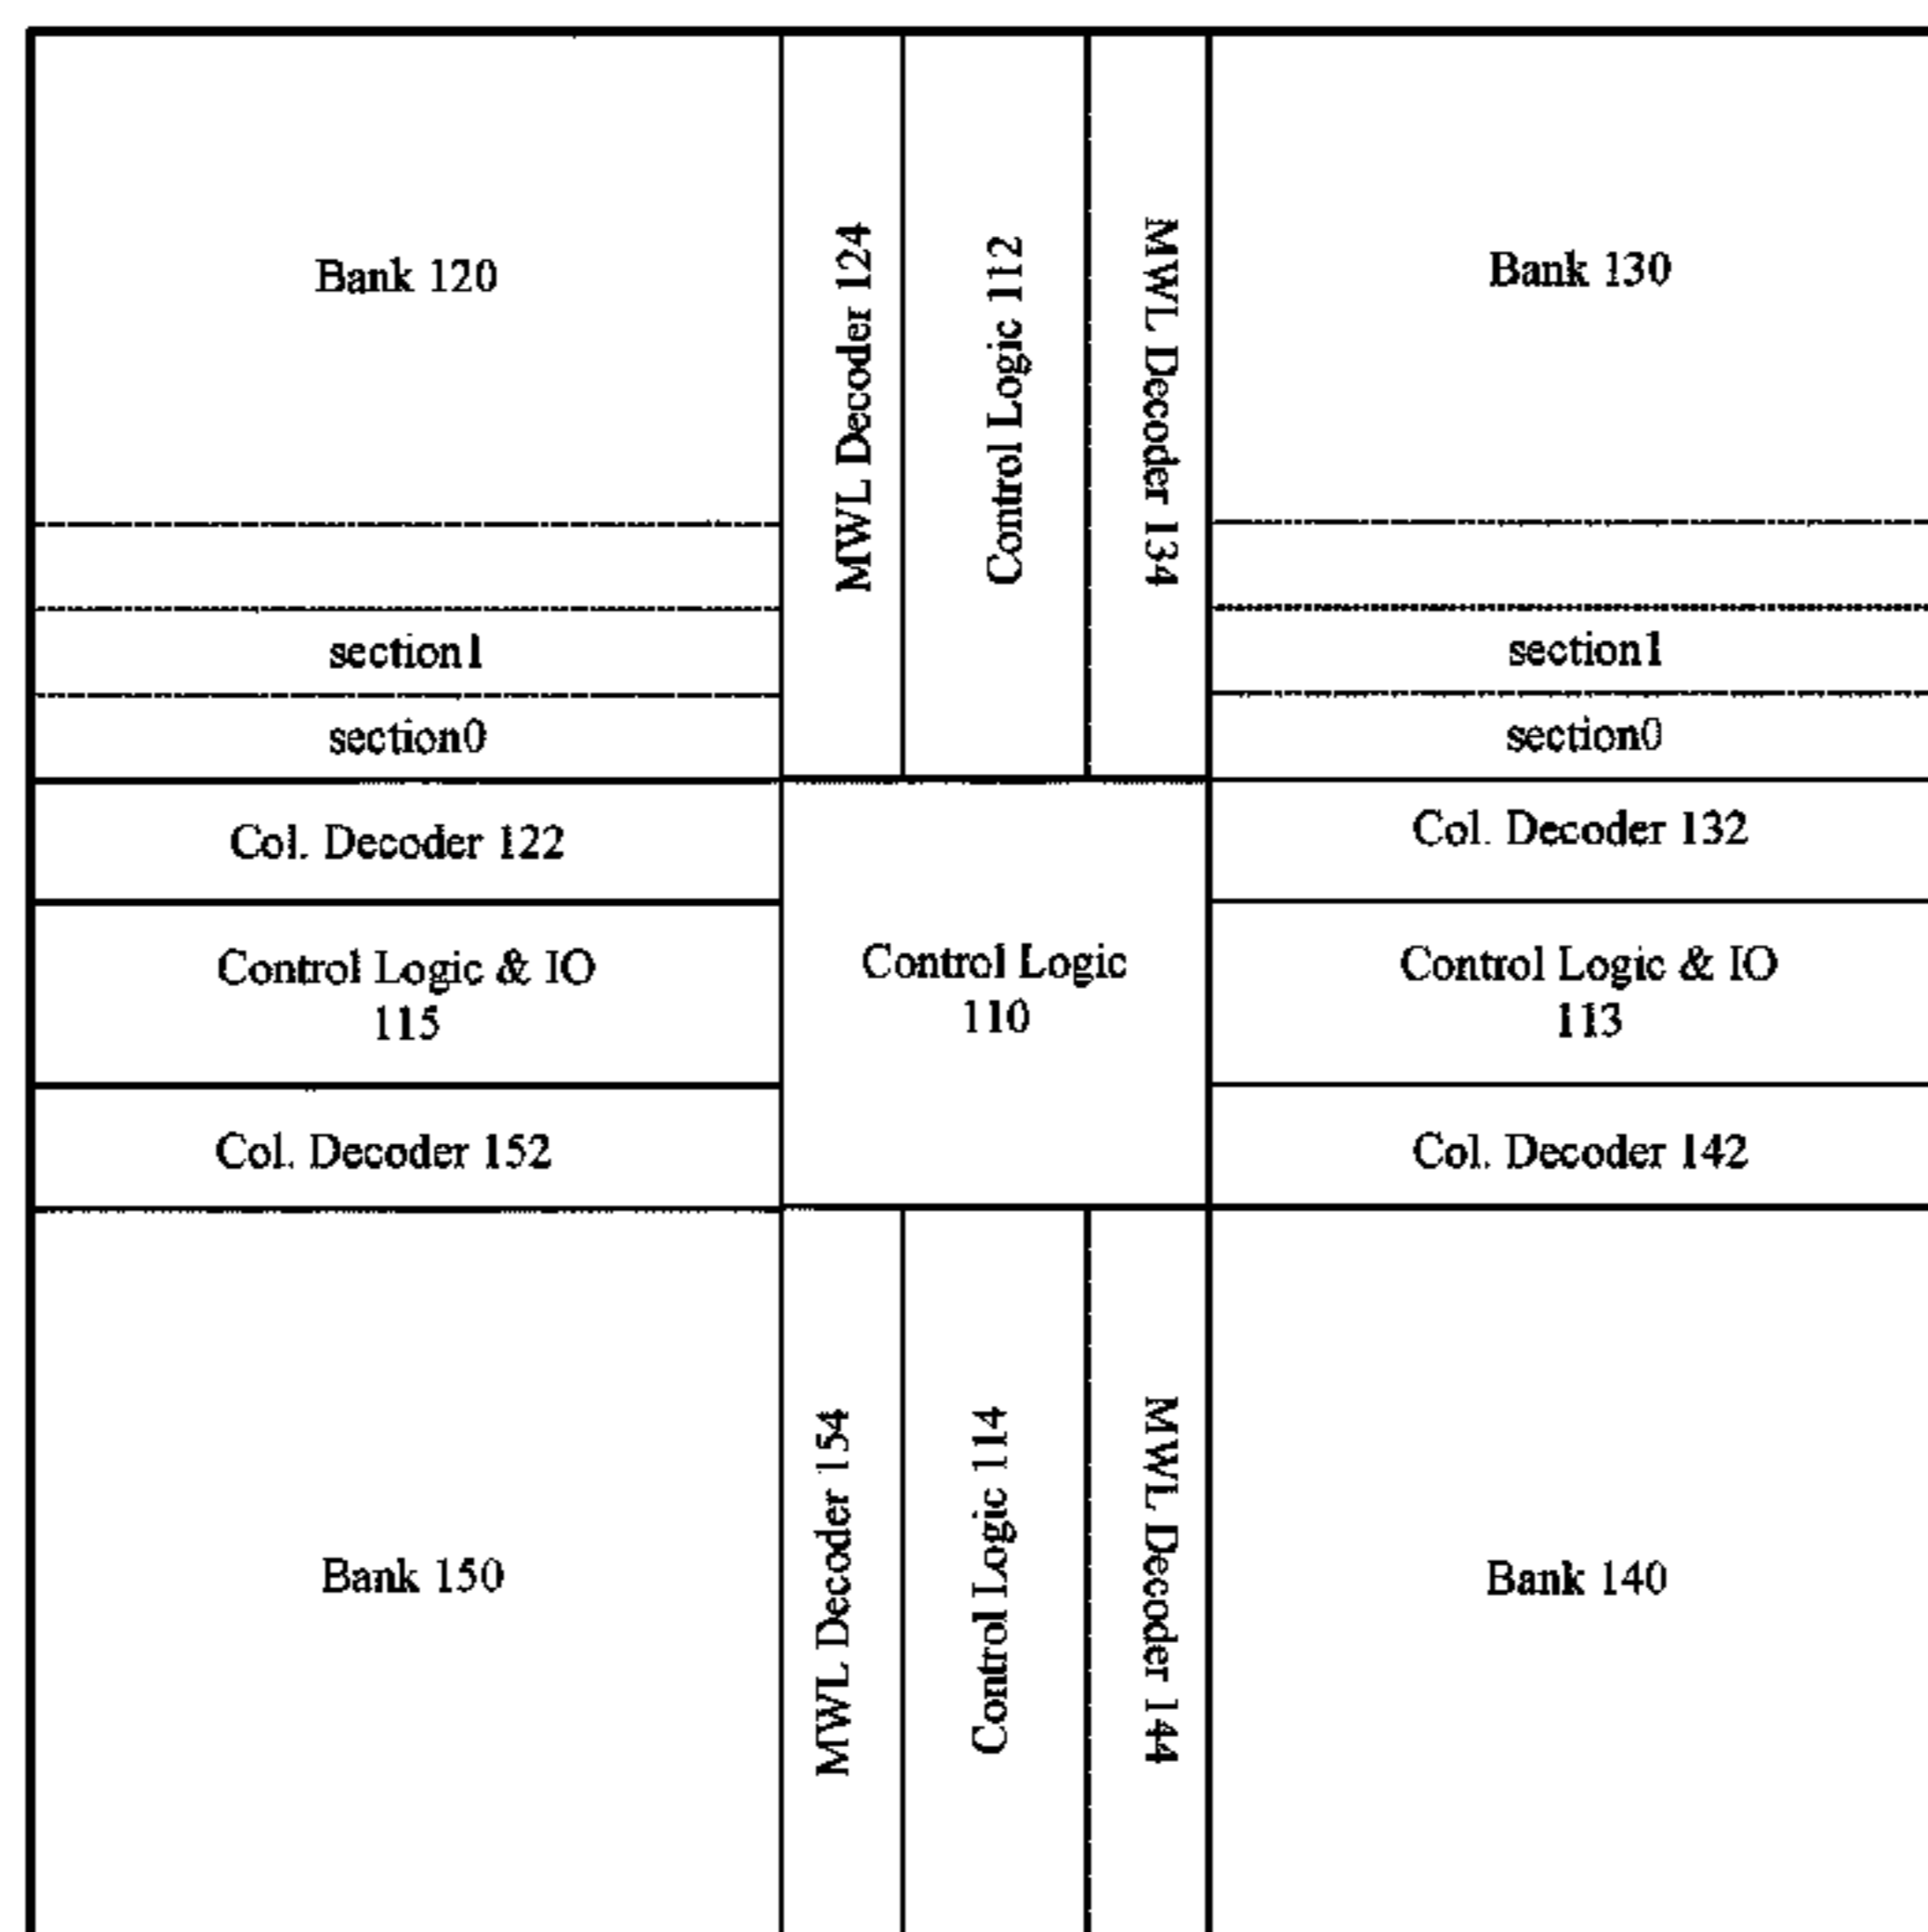 Bank 120
MWL Decoder 124
Control Logic 112
MWL Decoder 134
Bank 130
section1
section0
section1
section0
Col. Decoder 122
Control Logic & IO
115
Col. Decoder 152
Control Logic
110
Col. Decoder 132
Control Logic & IO
113
Col. Decoder 142
Bank 150
MWL Decoder 154
Control Logic 114
MWL Decoder 144
Bank 140